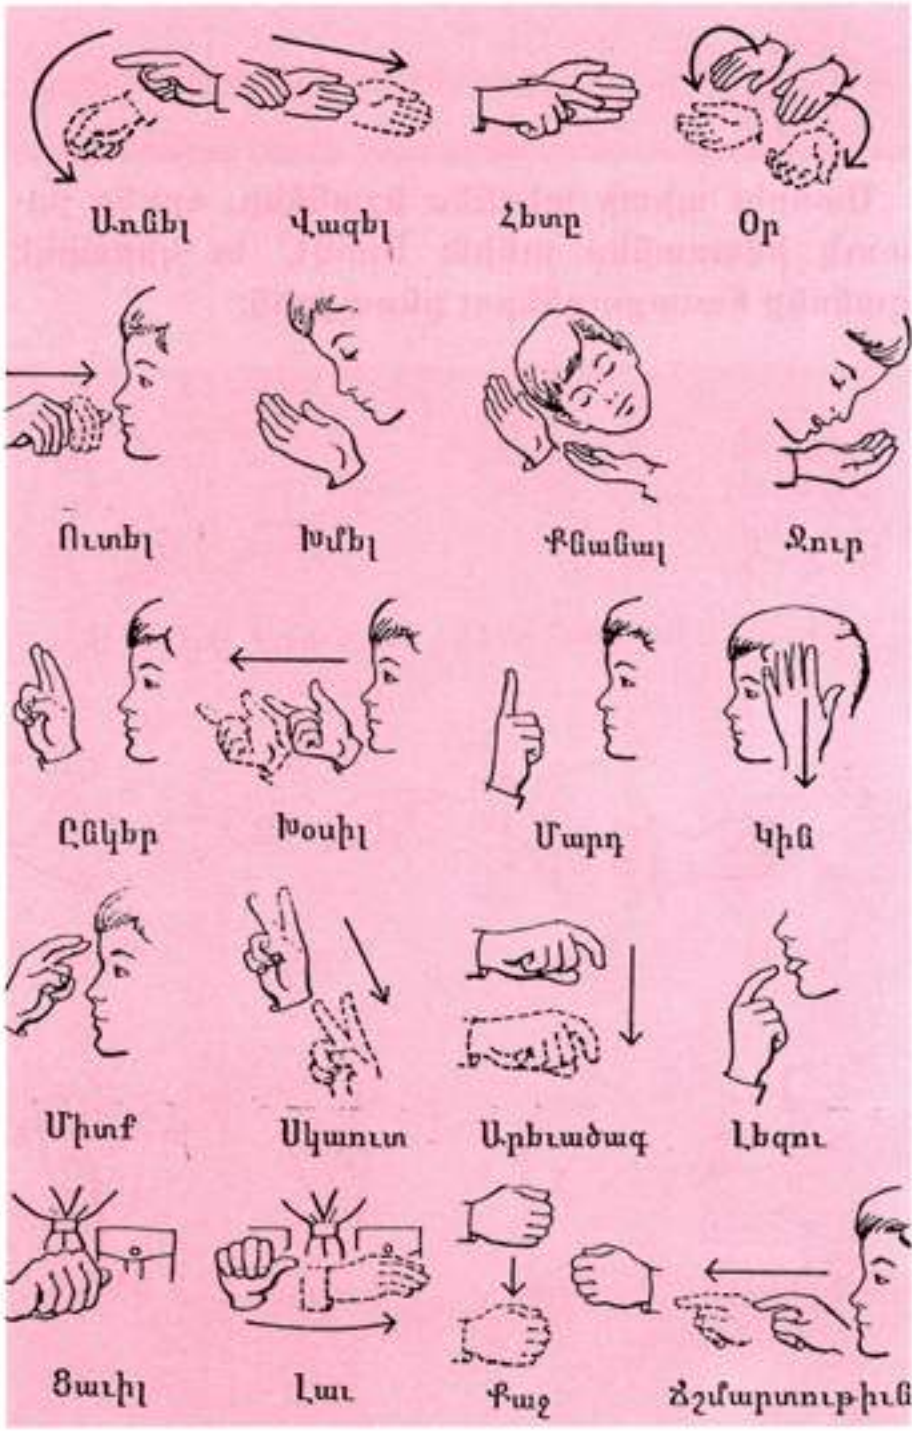 Առնել Վազել Հետը Օր
Ուտել Խմել Քնանալ Ջուր
Ընկեր Խօսիլ Մարդ Կին
Միտք Սկաուտ Արեւածագ Լեզու
Ցաւիլ Լաւ Քաջ Ճշմարտութիւն